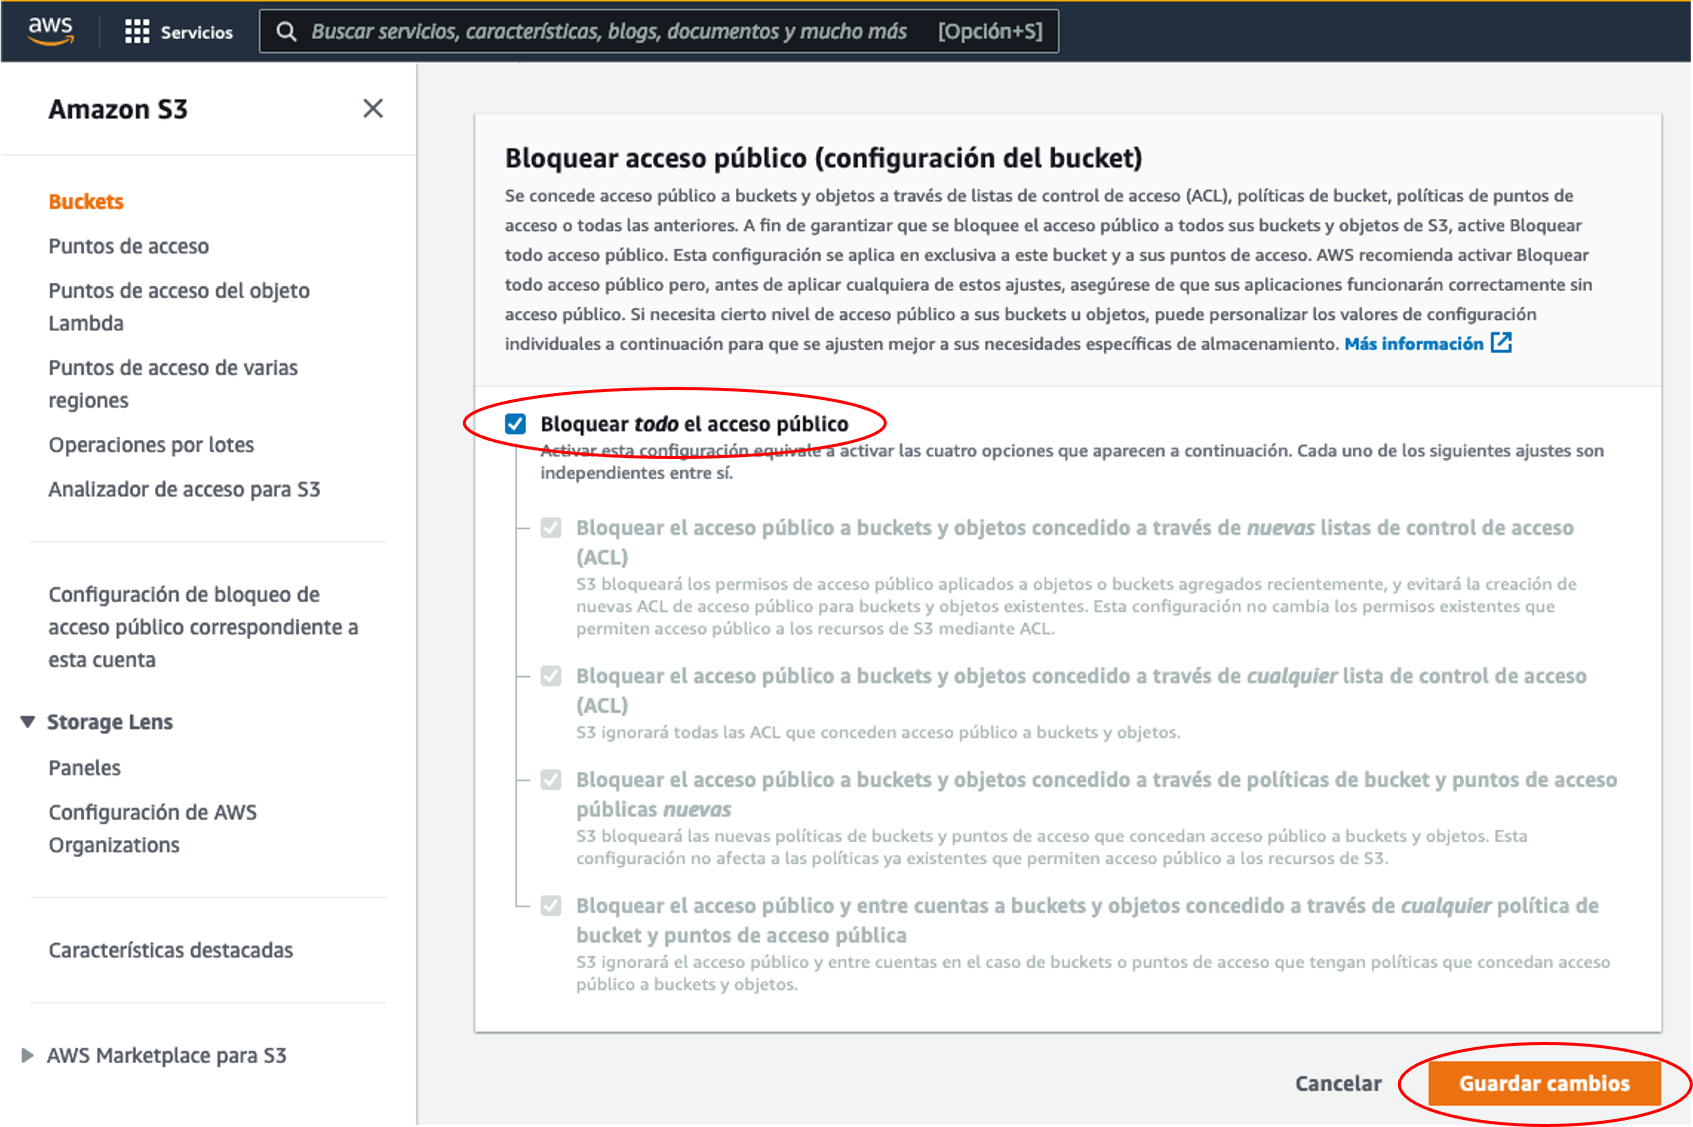 aws
Servicios
Buscar servicios, características, blogs, documentos y mucho más
[Opción+S]
Amazon S3
Buckets
Puntos de acceso
Puntos de acceso del objeto
Lambda
Puntos de acceso de varias
regiones
Operaciones por lotes
Analizador de acceso para S3
Configuración de bloqueo de
acceso público correspondiente a
esta cuenta
Storage Lens
Paneles
Configuración de AWS
Organizations
Características destacadas
AWS Marketplace para S3
Bloquear acceso público (configuración del bucket)
Se concede acceso público a buckets y objetos a través de listas de control de acceso (ACL), políticas de bucket, políticas de puntos de
acceso o todas las anteriores. A fin de garantizar que se bloquee el acceso público a todos sus buckets y objetos de S3, active Bloquear
todo acceso público. Esta configuración se aplica en exclusiva a este bucket y a sus puntos de acceso. AWS recomienda activar Bloquear
todo acceso público pero, antes de aplicar cualquiera de estos ajustes, asegúrese de que sus aplicaciones funcionarán correctamente sin
acceso público. Si necesita cierto nivel de acceso público a sus buckets u objetos, puede personalizar los valores de configuración
individuales a continuación para que se ajusten mejor a sus necesidades específicas de almacenamiento. Más información
Bloquear todo el acceso público
Activar esta configuración equivale a activar las cuatro opciones que aparecen a continuación. Cada uno de los siguientes ajustes son
independientes entre sí.
Bloquear el acceso público a buckets y objetos concedido a través de nuevas listas de control de acceso
(ACL)
S3 bloqueará los permisos de acceso público aplicados a objetos o buckets agregados recientemente, y evitará la creación de
nuevas ACL de acceso público para buckets y objetos existentes. Esta configuración no cambia los permisos existentes que
permiten acceso público a los recursos de S3 mediante ACL.
Bloquear el acceso público a buckets y objetos concedido a través de cualquier lista de control de acceso
(ACL)
S3 ignorará todas las ACL que conceden acceso público a buckets y objetos.
Bloquear el acceso público a buckets y objetos concedido a través de políticas de bucket y puntos de acceso
públicas nuevas
S3 bloqueará las nuevas políticas de buckets y puntos de acceso que concedan acceso público a buckets y objetos. Esta
configuración no afecta a las políticas ya existentes que permiten acceso público a los recursos de S3.
Bloquear el acceso público y entre cuentas a buckets y objetos concedido a través de cualquier política de
bucket y puntos de acceso pública
S3 ignorará el acceso público y entre cuentas en el caso de buckets o puntos de acceso que tengan políticas que concedan acceso
público a buckets y objetos.
Cancelar
Guardar cambios